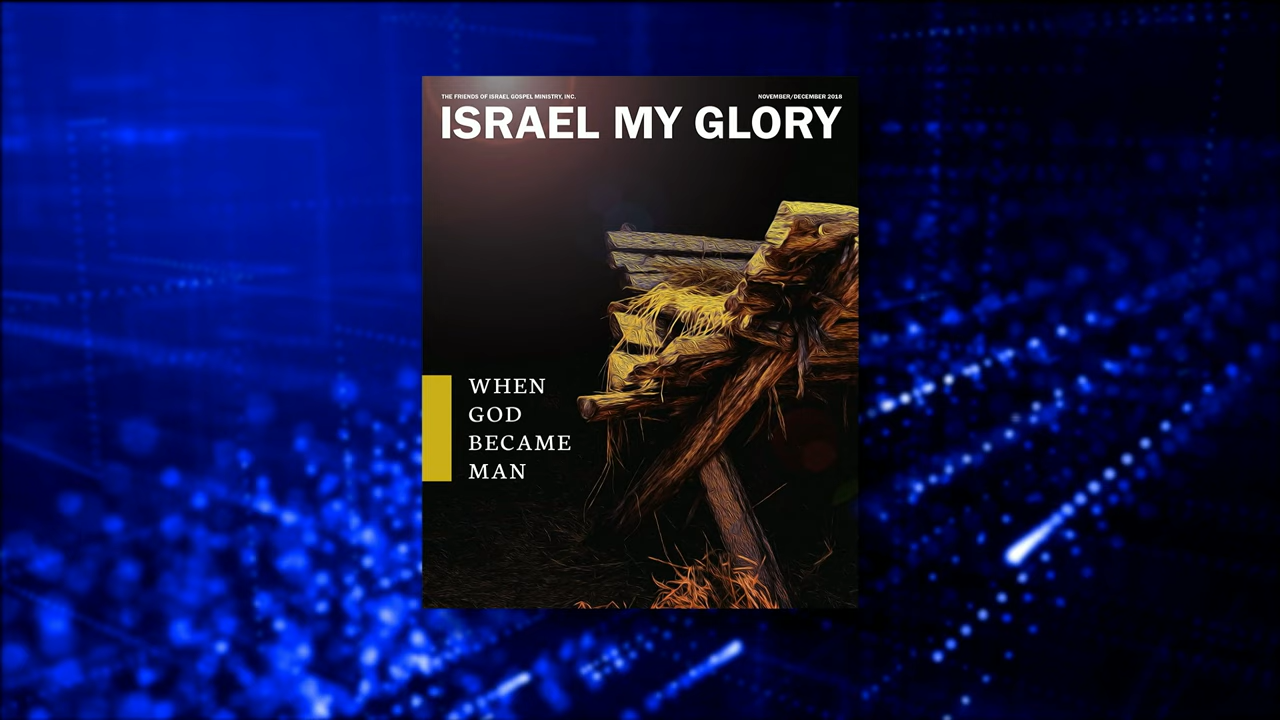 THE FRIENDS OF ISRAEL GOSPEL MINISTRY, INC.
NOVEMBER/DECEMBER 2018
ISRAEL MY GLORY
WHEN
GOD
BECAME
MAN